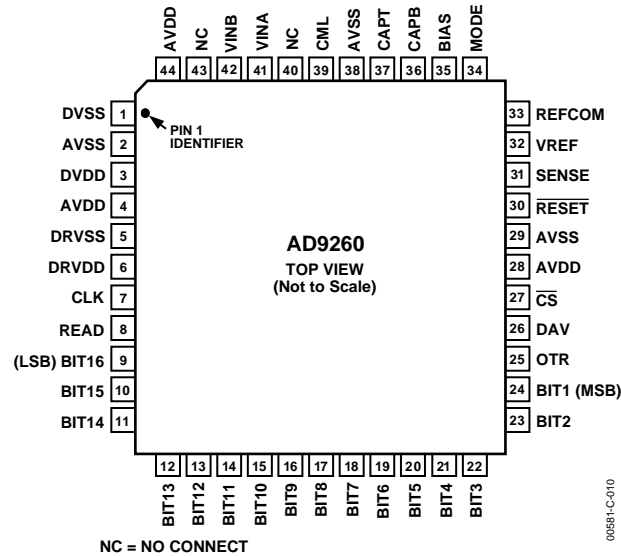 AVDD NC VINB VINA NC CML AVSS CAPT CAPB BIAS MODE
44 43 42 41 40 39 38 37 36 35 34
DVSS 1
AVSS 2
DVDD 3
AVDD 4
DRVSS 5
DRVDD 6
CLK 7
READ 8
(LSB) BIT16 9
BIT15 10
BIT14 11
PIN 1
IDENTIFIER
AD9260
TOP VIEW
(Not to Scale)
33 REFCOM
32 VREF
31 SENSE
30 RESET
29 AVSS
28 AVDD
27 CS
26 DAV
25 OTR
24 BIT1 (MSB)
23 BIT2
12 13 14 15 16 17 18 19 20 21 22
BIT13 BIT12 BIT11 BIT10 BIT9 BIT8 BIT7 BIT6 BIT5 BIT4 BIT3
NC = NO CONNECT
00581-C-010